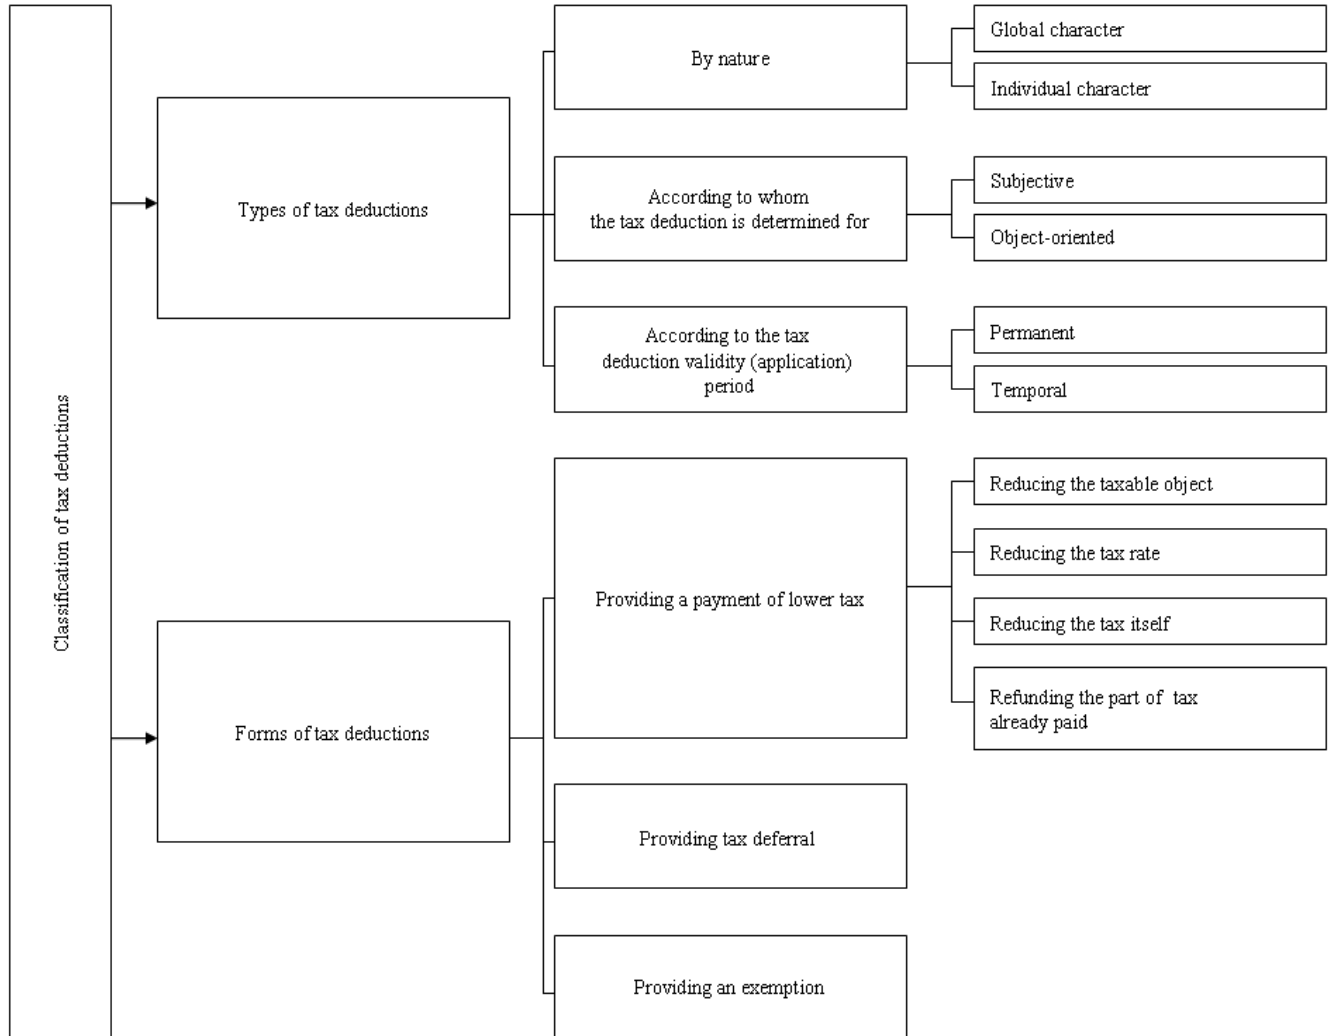 Classification of tax deductions
Types of tax deductions
By nature
Global character
Individual character
According to whom
the tax deduction is determined for
Subjective
Object-oriented
According to the tax
deduction validity (application)
period
Permanent
Temporal
Forms of tax deductions
Providing a payment of lower tax
Reducing the taxable object
Reducing the tax rate
Reducing the tax itself
Refunding the part of  tax
already paid
Providing tax deferral
Providing an exemption